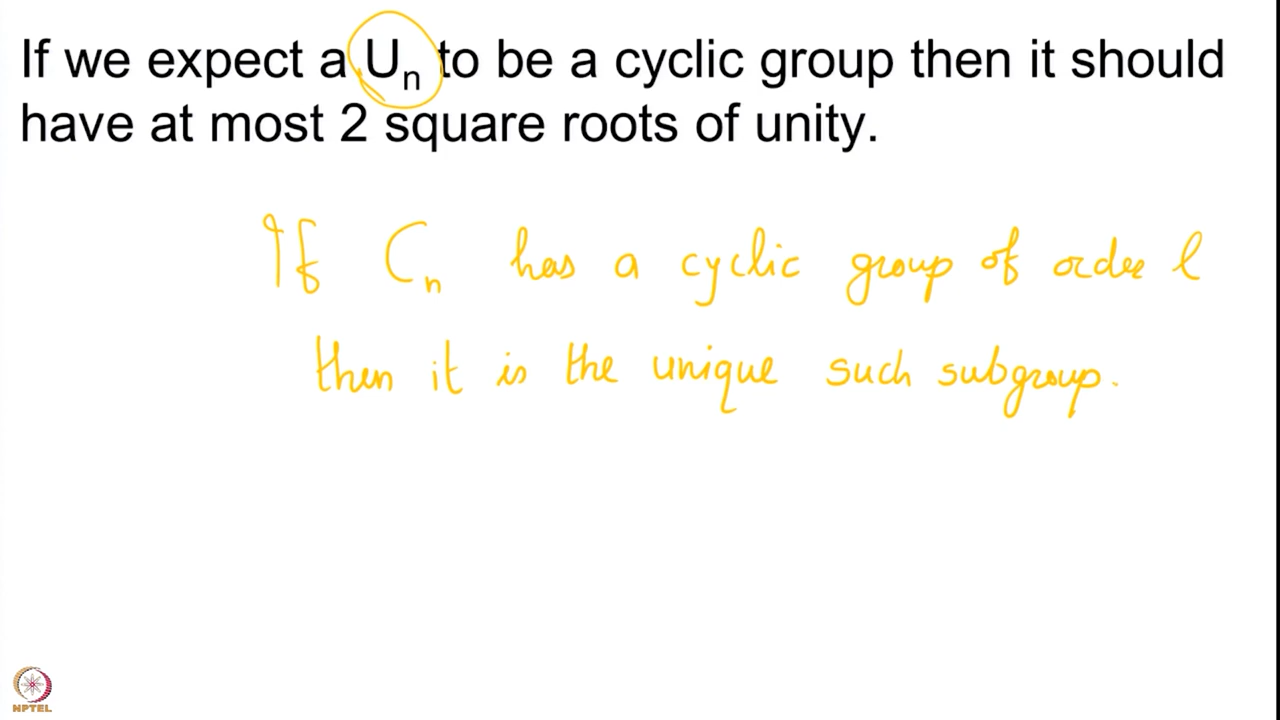 If we expect a Un to be a cyclic group then it should
have at most 2 square roots of unity.
If Cn has a cyclic group of order l
then it is the unique such subgroup.
NPTEL